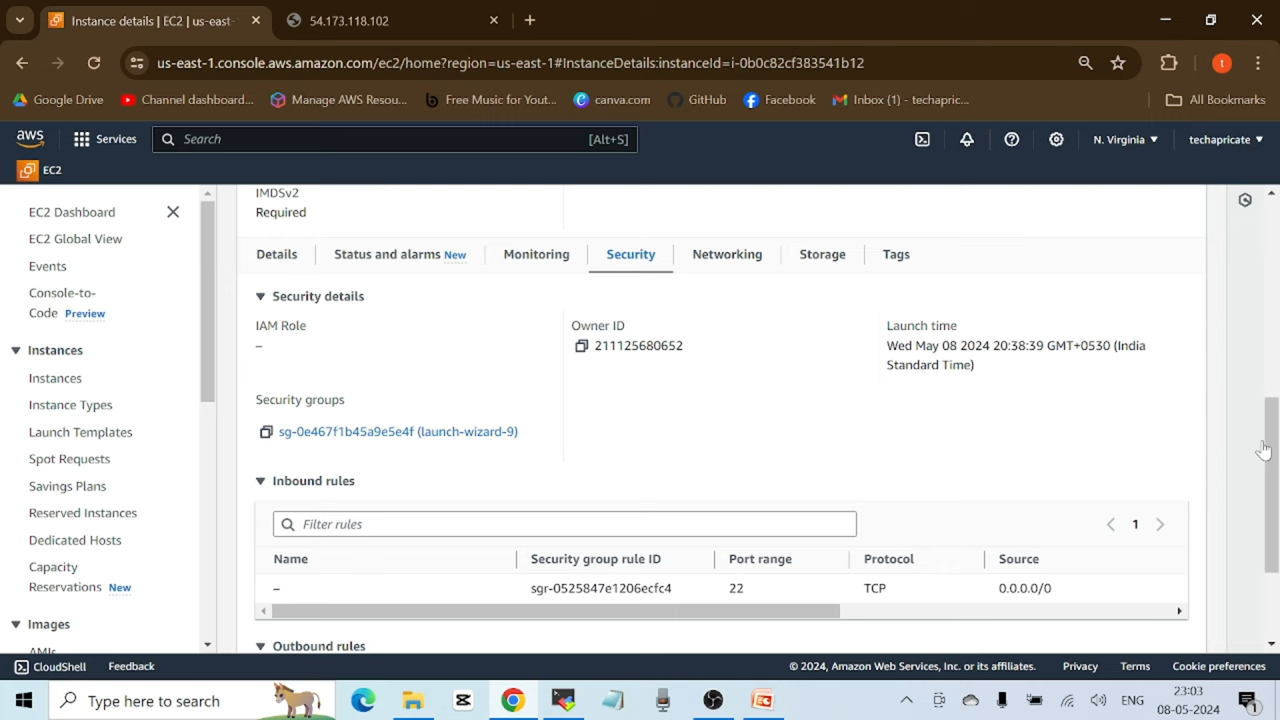 Instance details | EC2 | us-east-
54.173.118.102
us-east-1.console.aws.amazon.com/ec2/home?region=us-east-1#InstanceDetails:instanceId=i-0b0c82cf383541b12
Google Drive
Channel dashboard...
Manage AWS Resou...
Free Music for Yout...
canva.com
GitHub
Facebook
Inbox (1) - techapric...
All Bookmarks
aws
Services
Search
[Alt+S]
N. Virginia
techapricate
EC2
EC2 Dashboard
EC2 Global View
Events
Console-to-
Code Preview
Instances
Instances
Instance Types
Launch Templates
Spot Requests
Savings Plans
Reserved Instances
Dedicated Hosts
Capacity
Reservations New
Images
AMIs
IMDSv2
Required
Details
Status and alarms New
Monitoring
Security
Networking
Storage
Tags
Security details
IAM Role
–
Owner ID
211125680652
Launch time
Wed May 08 2024 20:38:39 GMT+0530 (India
Standard Time)
Security groups
sg-0e467f1b45a9e5e4f (launch-wizard-9)
Inbound rules
Filter rules
1
Name
Security group rule ID
Port range
Protocol
Source
–
sgr-0525847e1206ecfc4
22
TCP
0.0.0.0/0
Outbound rules
CloudShell
Feedback
© 2024, Amazon Web Services, Inc. or its affiliates.
Privacy
Terms
Cookie preferences
Type here to search
ENG
23:03
08-05-2024
1